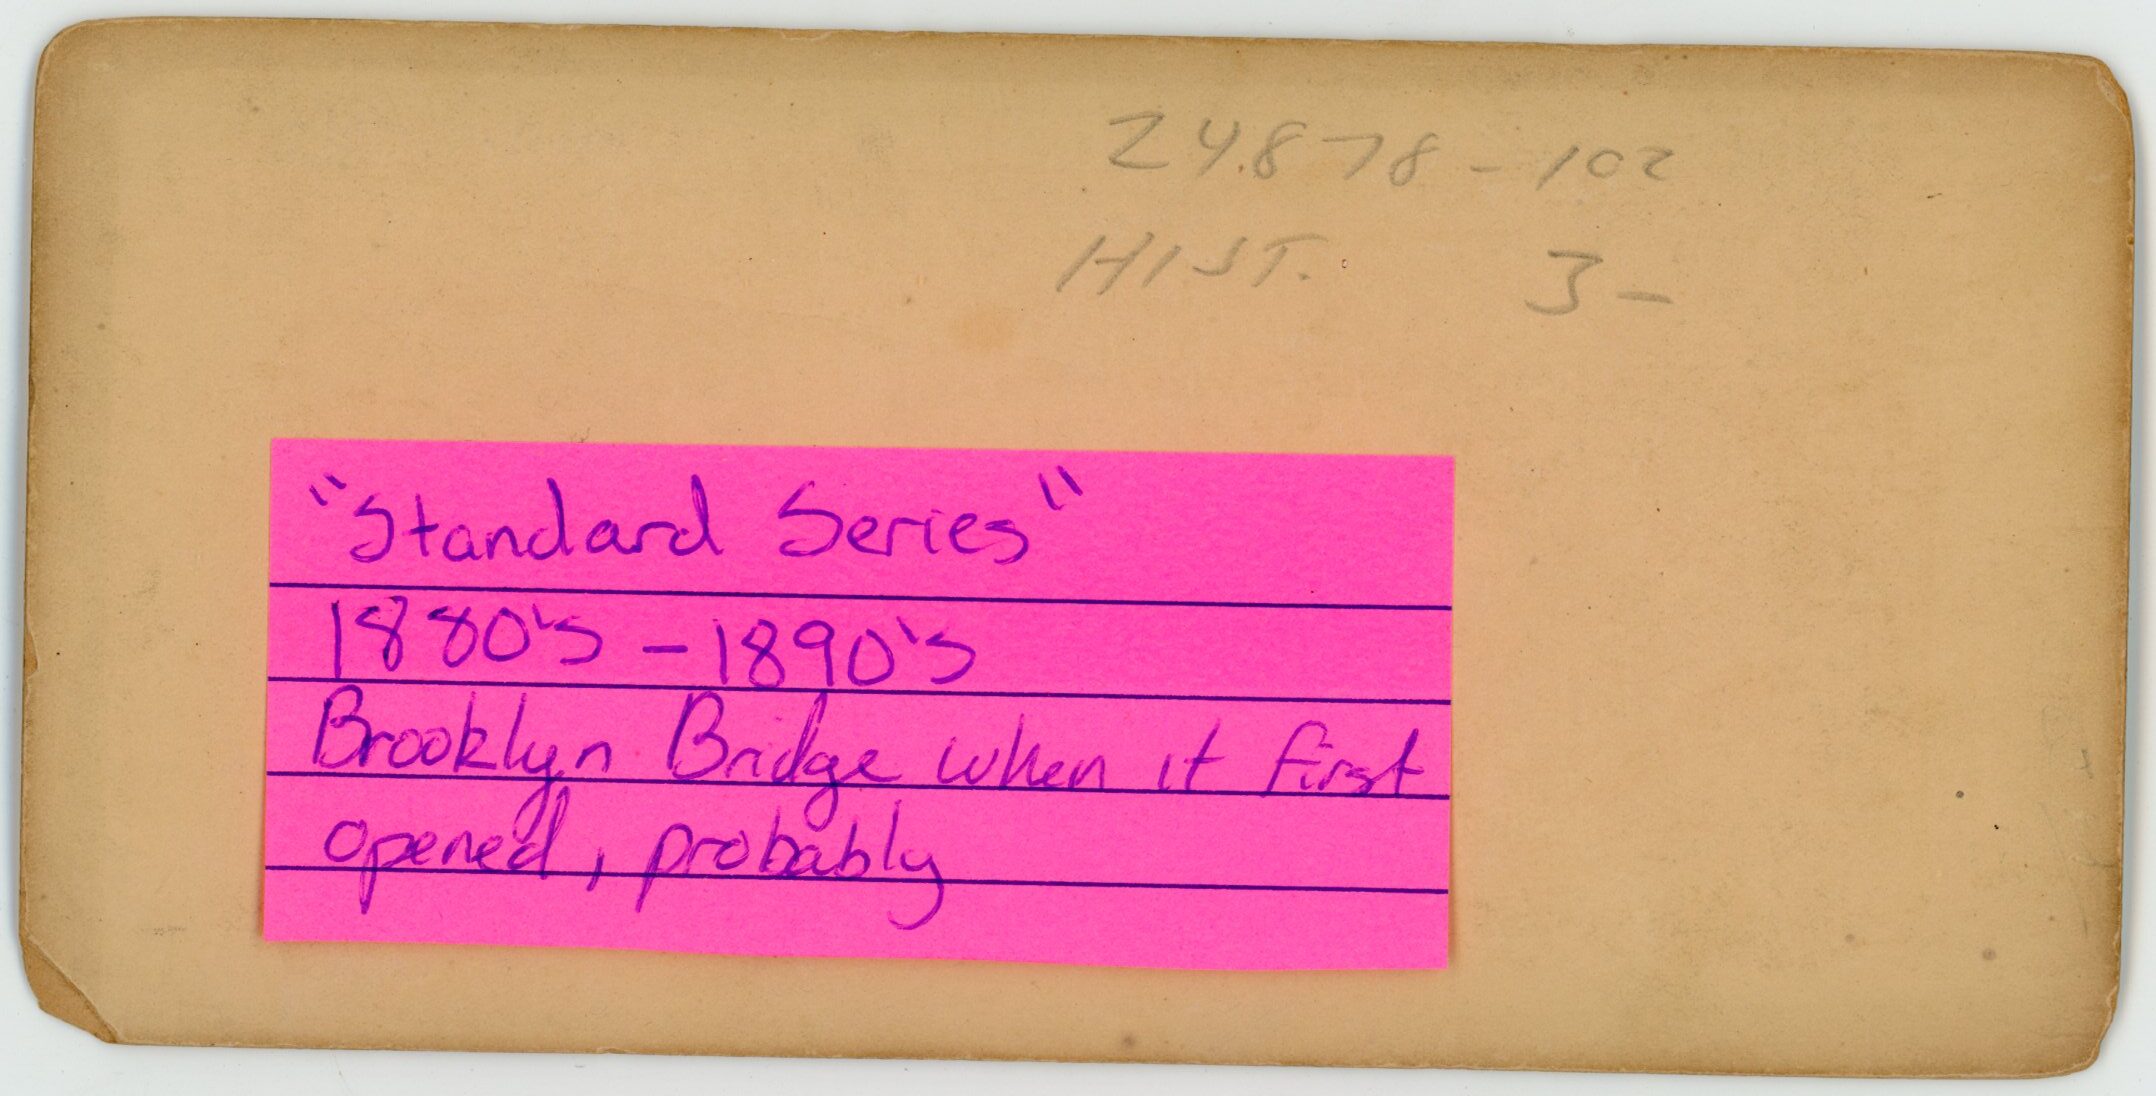 24878-102
HIST. 3-
"Standard Series"
1880's - 1890's
Brooklyn Bridge when it first
opened, probably